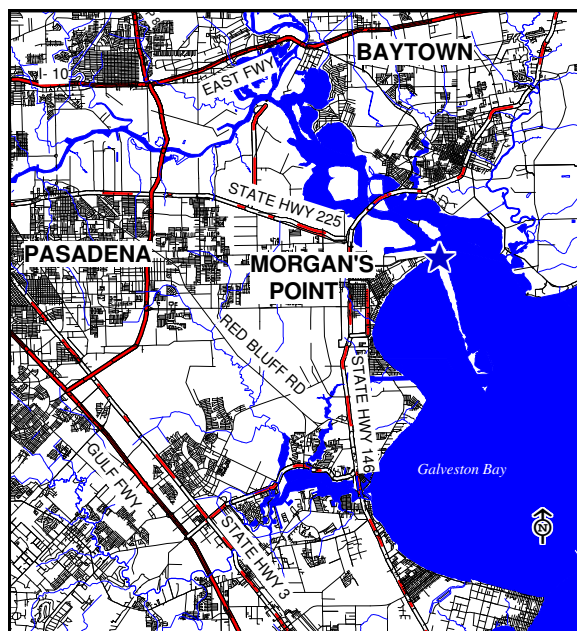 BAYTOWN
I- 10
EAST FWY
STATE HWY 225
PASADENA
MORGAN'S
POINT
RED BLUFF RD
STATE HWY 146
GULF FWY
Galveston Bay
STATE HWY 3
N